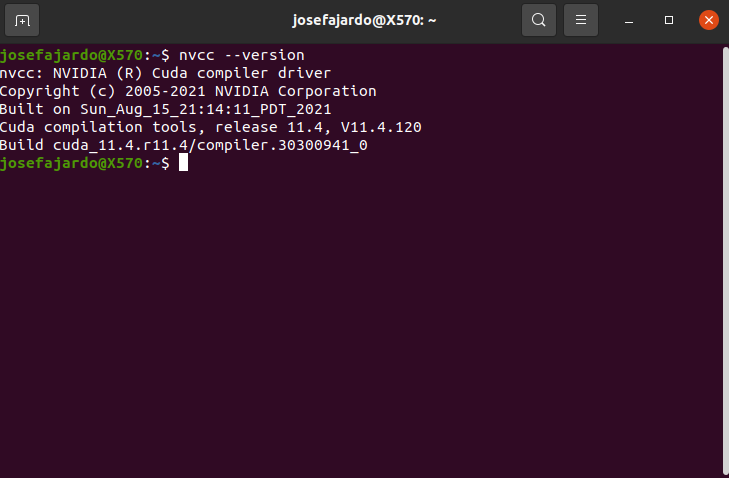 josefajardo@X570: ~
josefajardo@X570:~$ nvcc --version
nvcc: NVIDIA (R) Cuda compiler driver
Copyright (c) 2005-2021 NVIDIA Corporation
Built on Sun_Aug_15_21:14:11_PDT_2021
Cuda compilation tools, release 11.4, V11.4.120
Build cuda_11.4.r11.4/compiler.30300941_0
josefajardo@X570:~$